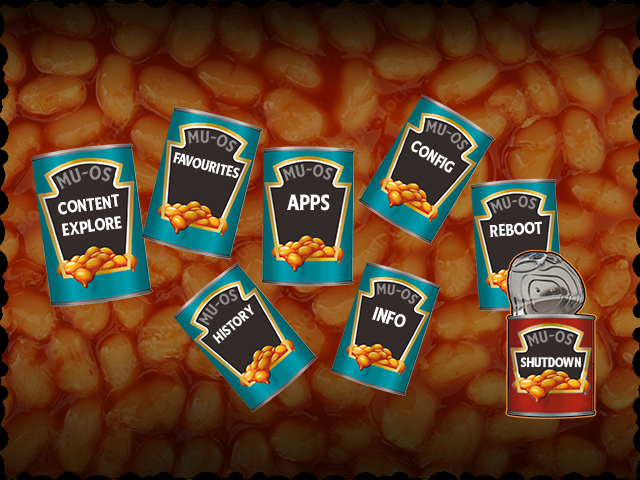 MU-OS
CONTENT
EXPLORE
MU-OS
FAVOURITES
MU-OS
APPS
MU-OS
CONFIG
MU-OS
REBOOT
MU-OS
HISTORY
MU-OS
INFO
MU-OS
SHUTDOWN